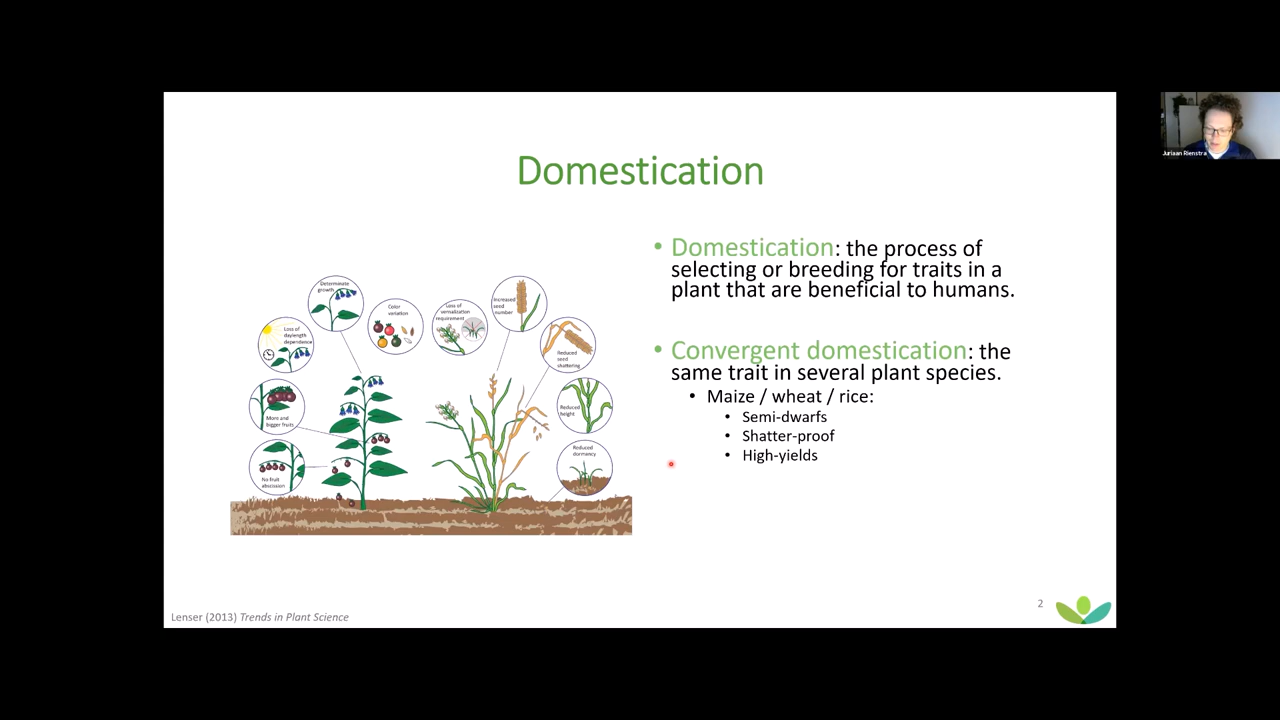 Domestication
• Domestication: the process of
selecting or breeding for traits in a
plant that are beneficial to humans.
• Convergent domestication: the
same trait in several plant species.
• Maize / wheat / rice:
• Semi-dwarfs
• Shatter-proof
• High-yields
Determinate
growth
Color
variation
Loss of
vernalization
requirement
Increased
seed
number
Loss of
daylength
dependence
Reduced
seed
shattering
More and
bigger fruits
Reduced
height
No fruit
abscission
Reduced
dormancy
Lenser (2013) Trends in Plant Science
2
Juriaan Rienstra